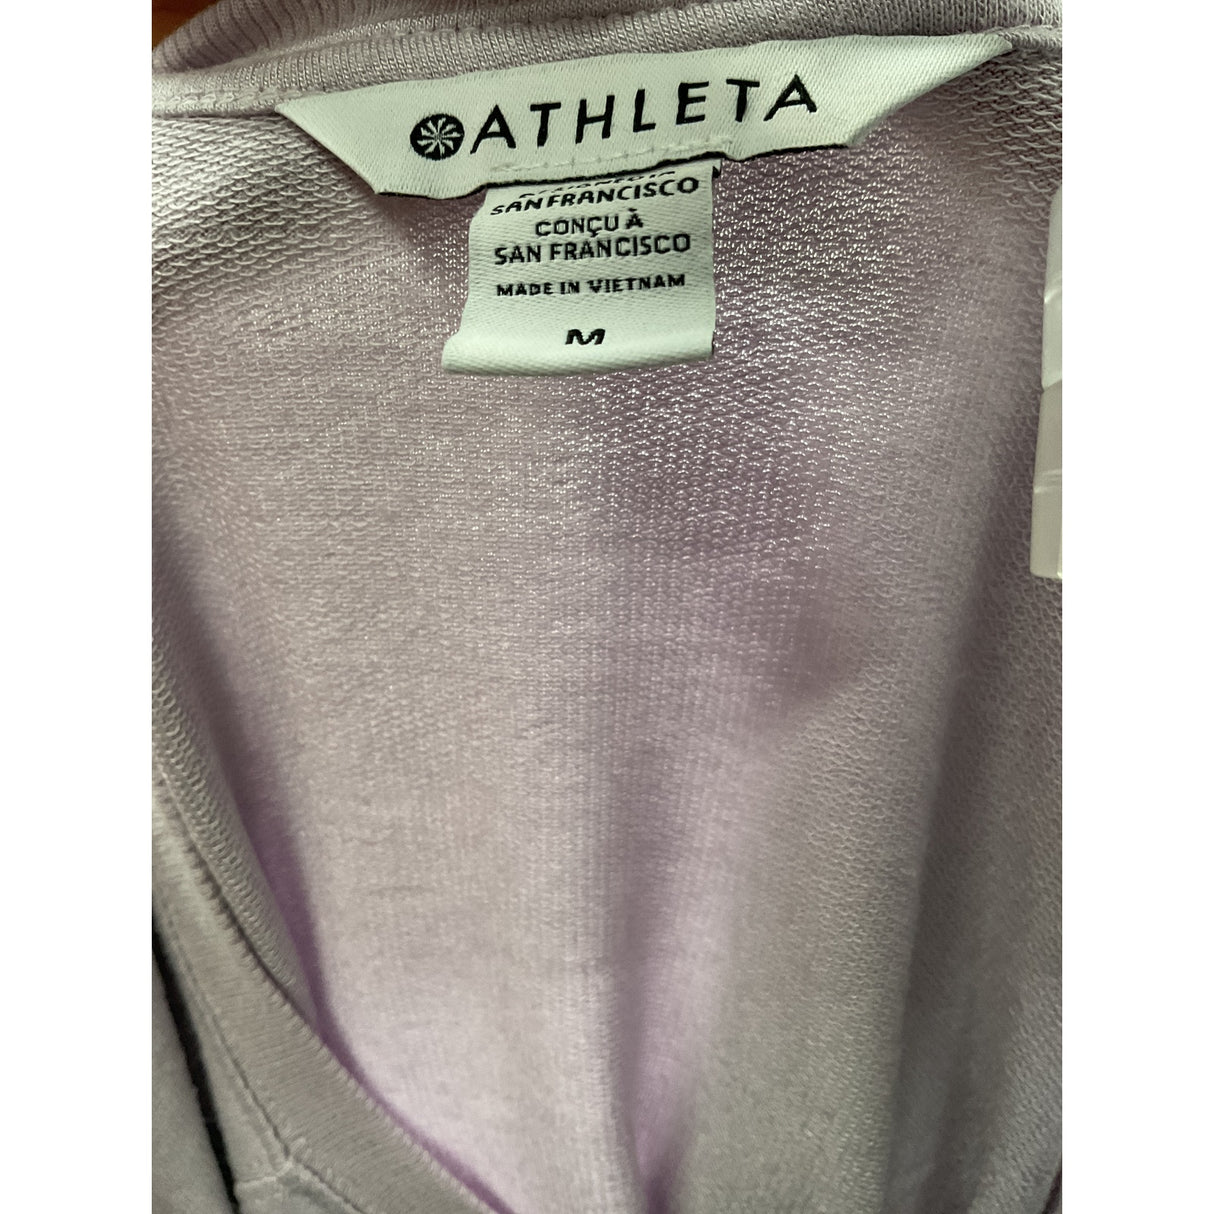 ATHLETA
SAN FRANCISCO
CONÇU À
SAN FRANCISCO
MADE IN VIETNAM
M